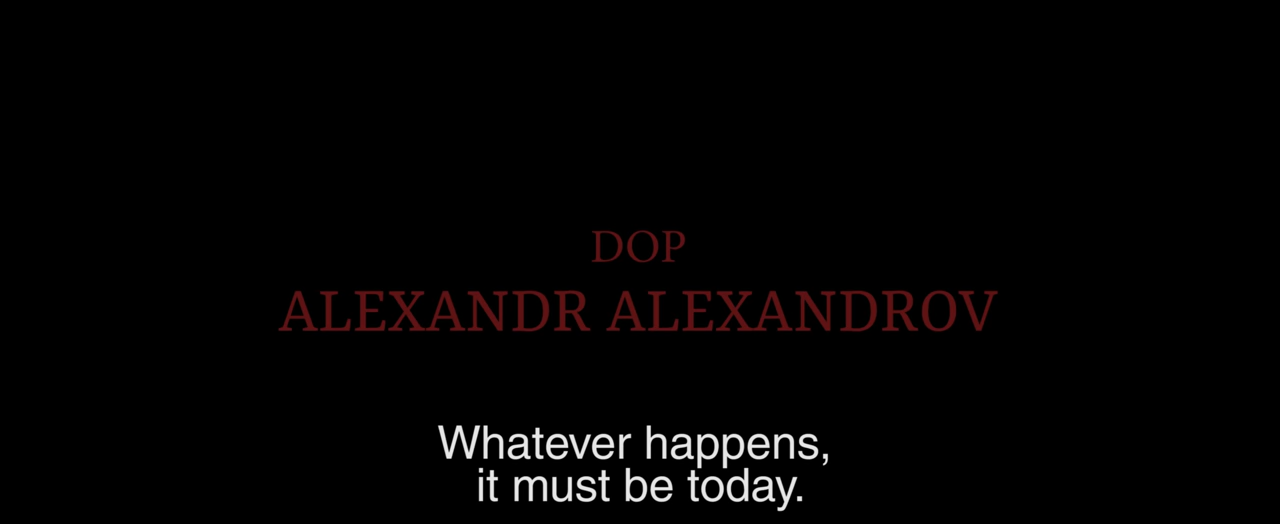 DOP
ALEXANDR ALEXANDROV
Whatever happens,
it must be today.